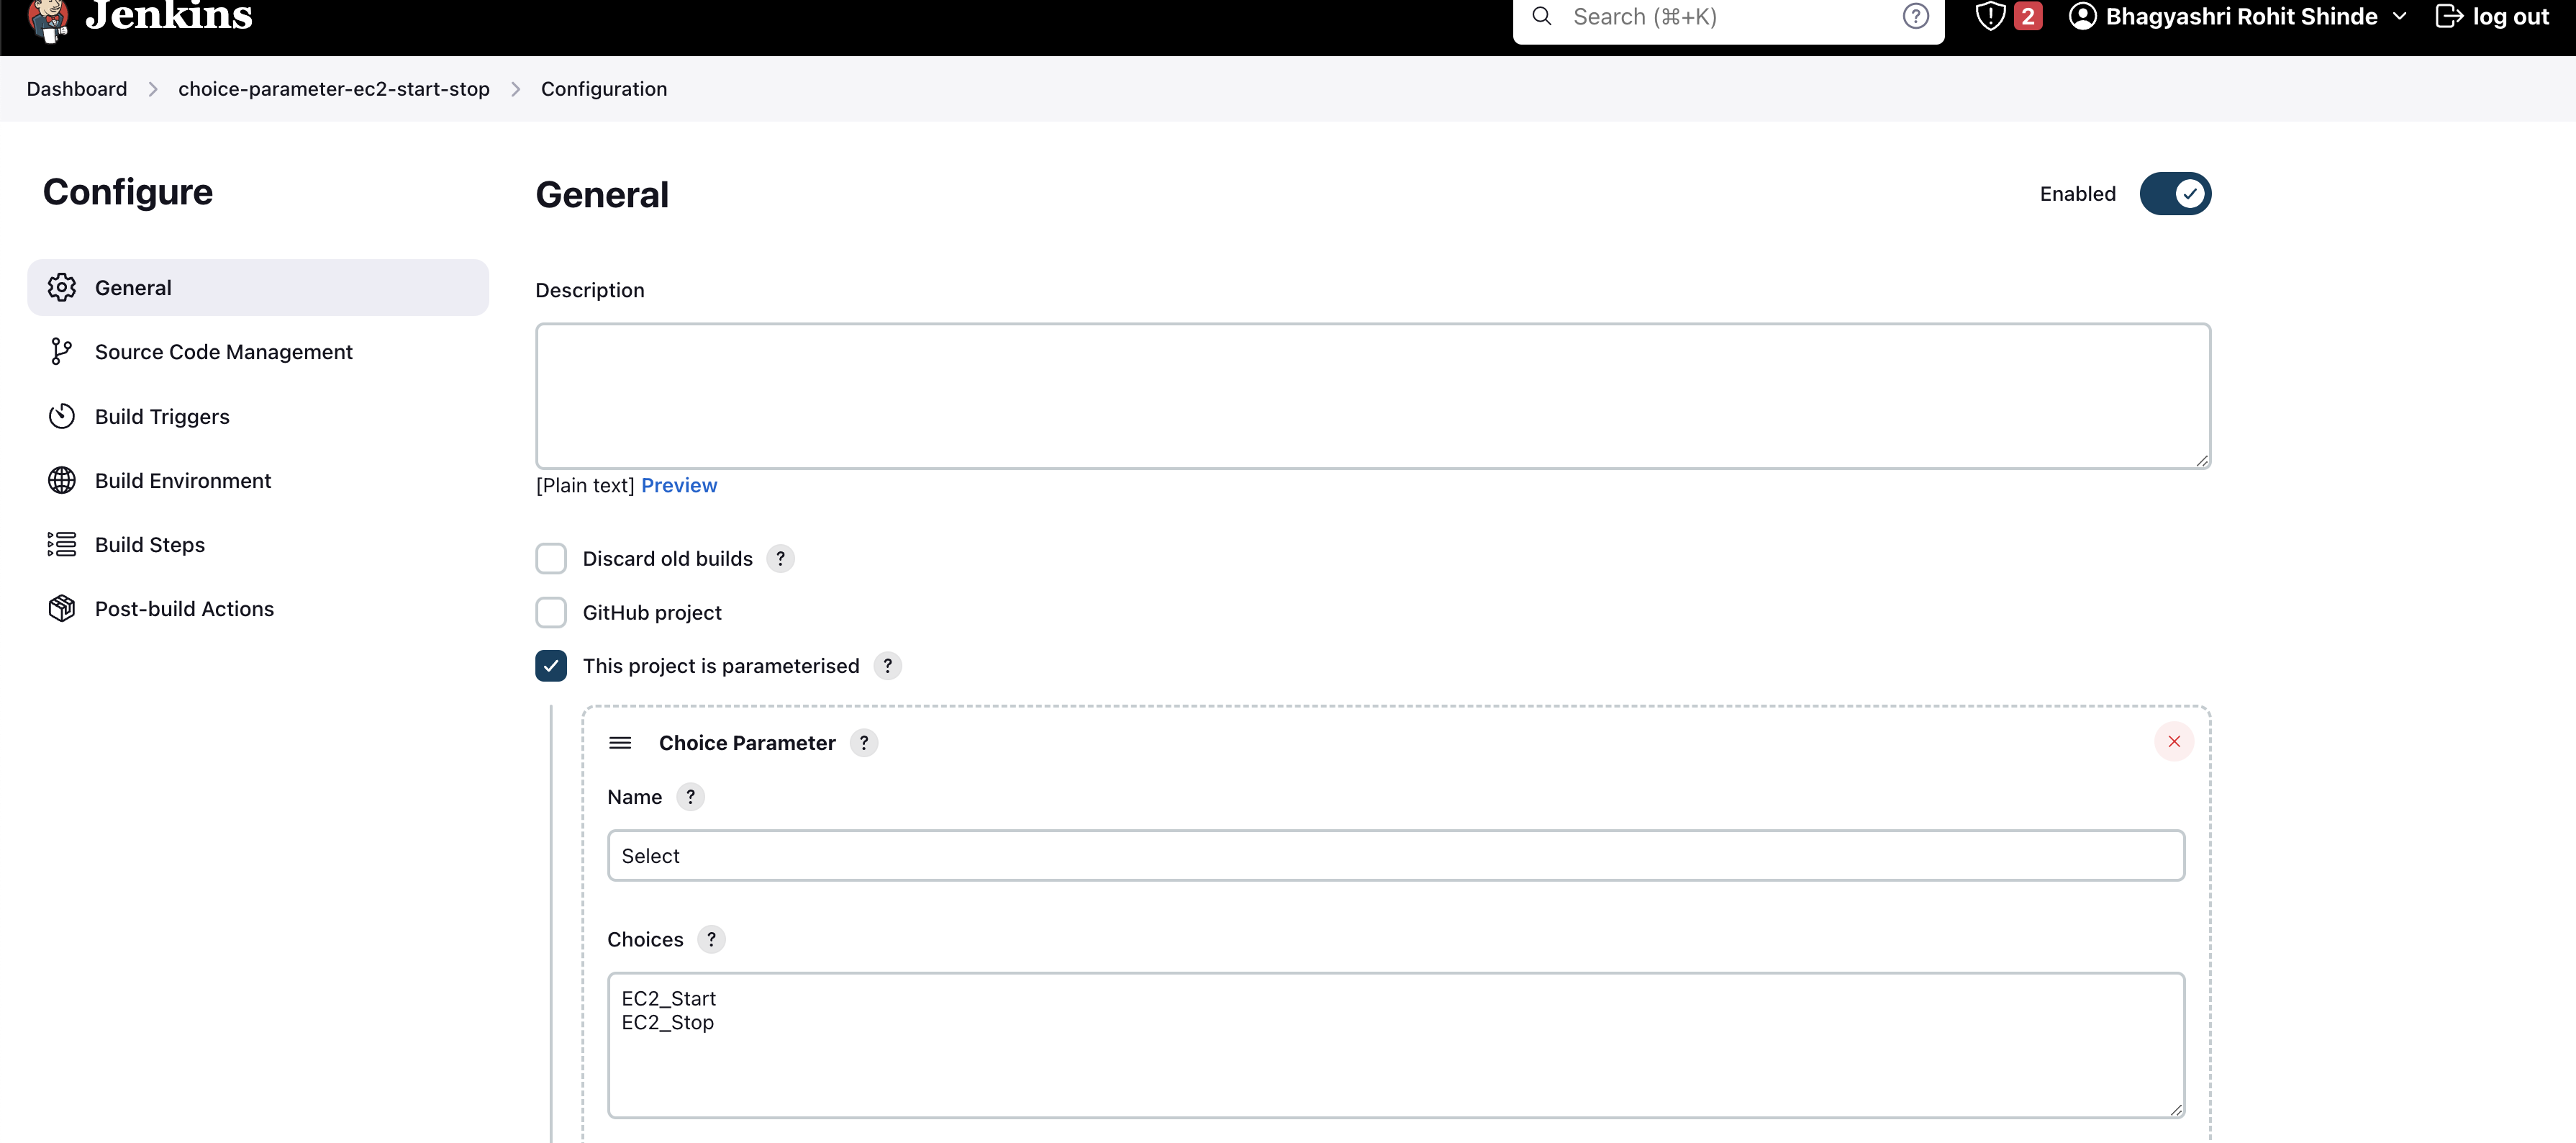 Jenkins
Search (⌘+K)
?
2
Bhagyashri Rohit Shinde
log out
Dashboard
choice-parameter-ec2-start-stop
Configuration
Configure
General
Source Code Management
Build Triggers
Build Environment
Build Steps
Post-build Actions
General
Enabled
Description
[Plain text] Preview
Discard old builds ?
GitHub project
This project is parameterised ?
Choice Parameter ?
Name ?
Select
Choices ?
EC2_Start
EC2_Stop